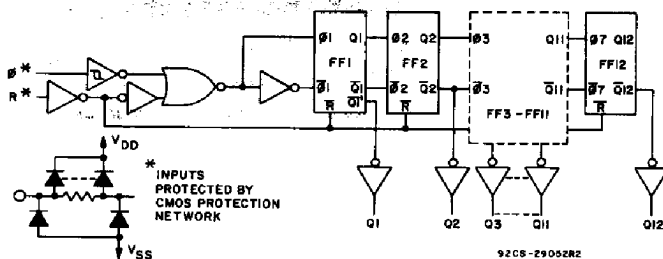 Ø1 Q1 Ø2 Q2 Ø3 Q11 Ø7 Q12
FF1 FF2 FF12
Ø*
R*
Ø̅1 Q̅1 Ø̅2 Q̅2 Ø̅3 Q̅11 Ø̅7 Q̅12
Q̅1'
R̅ R̅ FF3-FF11 R̅
VDD
*
INPUTS
PROTECTED BY
CMOS PROTECTION
NETWORK
VSS
Q1 Q2 Q3 Q11 Q12
92CS-29052R2